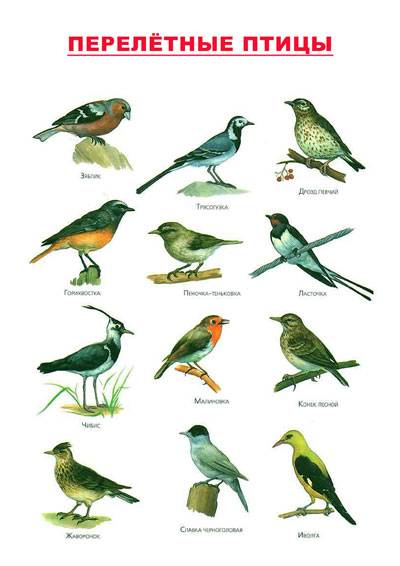 ПЕРЕЛЁТНЫЕ ПТИЦЫ
Зяблик
Трясогузка
Дрозд певчий
Горихвостка
Пеночка-теньковка
Ласточка
Чибис
Малиновка
Конек лесной
Жаворонок
Славка черноголовая
Иволга